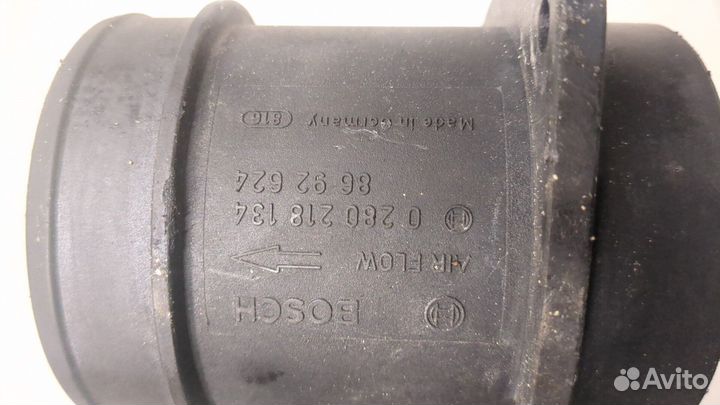 BOSCH
AIR FLOW
0 280 218 134
86 92 624
Made in Germany 816
Avito